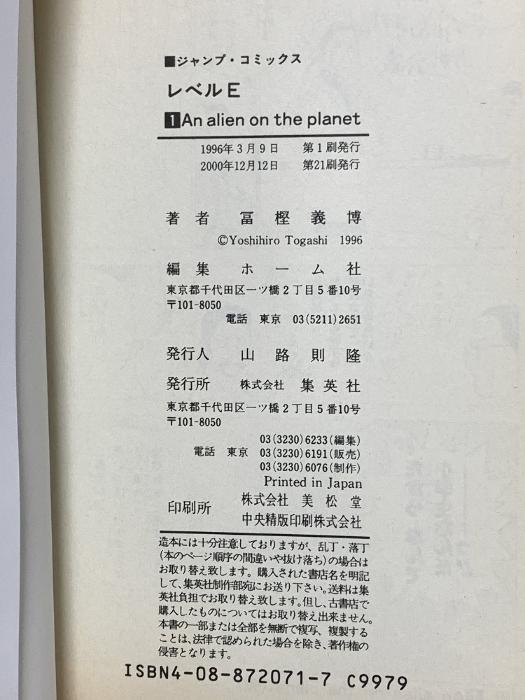 ■ジャンプ・コミックス
レベルE
1 An alien on the planet
1996年3月9日 第1刷発行
2000年12月12日 第21刷発行
著者 冨樫義博
©Yoshihiro Togashi 1996
編集 ホーム社
東京都千代田区一ツ橋2丁目5番10号
〒101-8050
電話 東京 03(5211)2651
発行人 山路則隆
発行所 株式会社 集英社
東京都千代田区一ツ橋2丁目5番10号
〒101-8050
03(3230)6233(編集)
電話 東京 03(3230)6191(販売)
03(3230)6076(制作)
Printed in Japan
印刷所 株式会社 美松堂
中央精版印刷株式会社
造本には十分注意しておりますが、乱丁・落丁
(本のページ順序の間違いや抜け落ち)の場合は
お取り替え致します。購入された書店名を明記
して、集英社制作部宛にお送り下さい。送料は集
英社負担でお取り替え致します。但し、古書店で
購入したものについてはお取り替え出来ません。
本書の一部または全部を無断で複写、複製する
ことは、法律で認められた場合を除き、著作権の
侵害となります。
ISBN4-08-872071-7 C9979